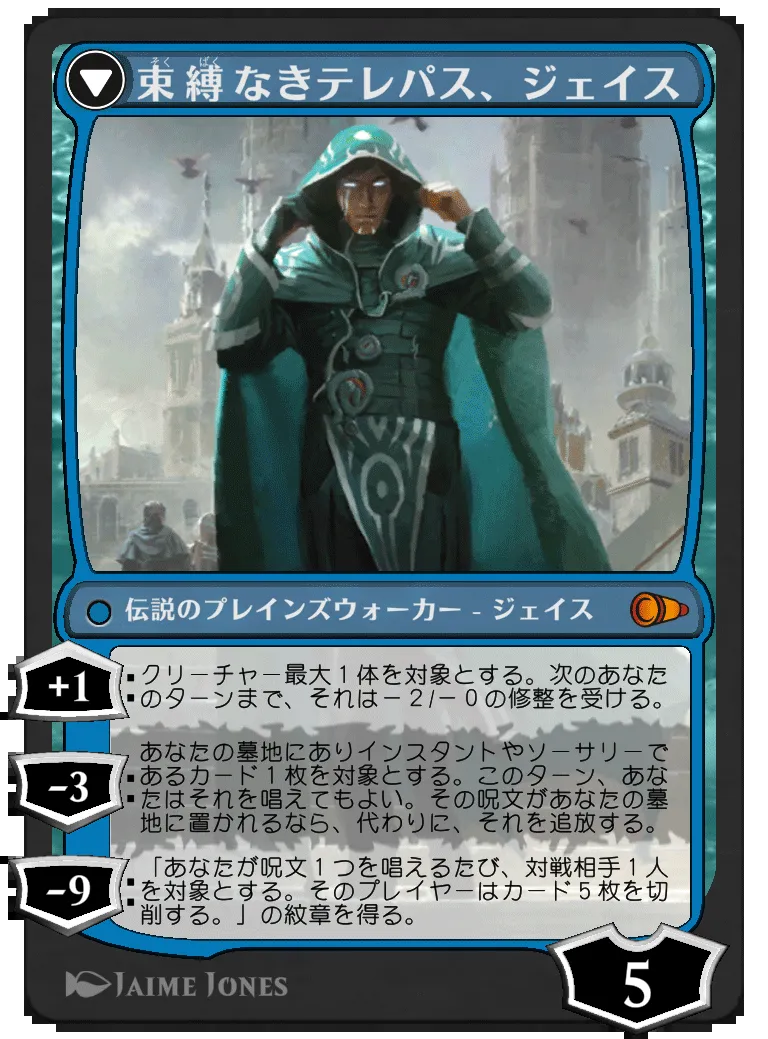 束縛なきテレパス、ジェイス
伝説のプレインズウォーカー - ジェイス
+1
クリーチャー最大1体を対象とする。次のあなた
のターンまで、それは－2/－0の修整を受ける。
-3
あなたの墓地にありインスタントやソーサリーで
あるカード1枚を対象とする。このターン、あな
たはそれを唱えてもよい。その呪文があなたの墓
地に置かれるなら、代わりに、それを追放する。
-9
「あなたが呪文1つを唱えるたび、対戦相手1人
を対象とする。そのプレイヤーはカード5枚を切
削する。」の紋章を得る。
JAIME JONES
5